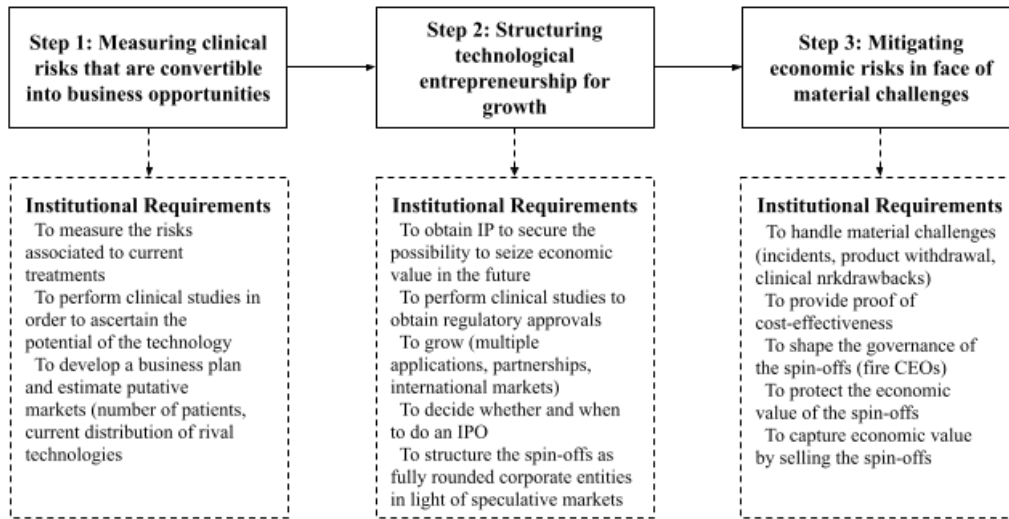 Step 1: Measuring clinical
risks that are convertible
into business opportunities
Step 2: Structuring
technological
entrepreneurship for
growth
Step 3: Mitigating
economic risks in face of
material challenges
Institutional Requirements
To measure the risks
associated to current
treatments
To perform clinical studies in
order to ascertain the
potential of the technology
To develop a business plan
and estimate putative
markets (number of patients,
current distribution of rival
technologies
Institutional Requirements
To obtain IP to secure the
possibility to seize economic
value in the future
To perform clinical studies to
obtain regulatory approvals
To grow (multiple
applications, partnerships,
international markets)
To decide whether and when
to do an IPO
To structure the spin-offs as
fully rounded corporate entities
in light of speculative markets
Institutional Requirements
To handle material challenges
(incidents, product withdrawal,
clinical nrkdrawbacks)
To provide proof of
cost-effectiveness
To shape the governance of
the spin-offs (fire CEOs)
To protect the economic
value of the spin-offs
To capture economic value
by selling the spin-offs